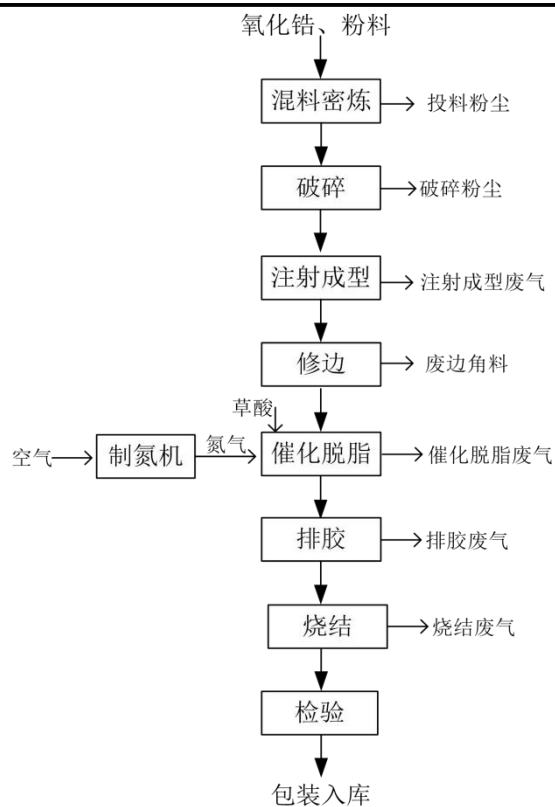 氧化锆、粉料
混料密炼
投料粉尘
破碎
破碎粉尘
注射成型
注射成型废气
修边
废边角料
草酸
空气
制氮机
氮气
催化脱脂
催化脱脂废气
排胶
排胶废气
烧结
烧结废气
检验
包装入库